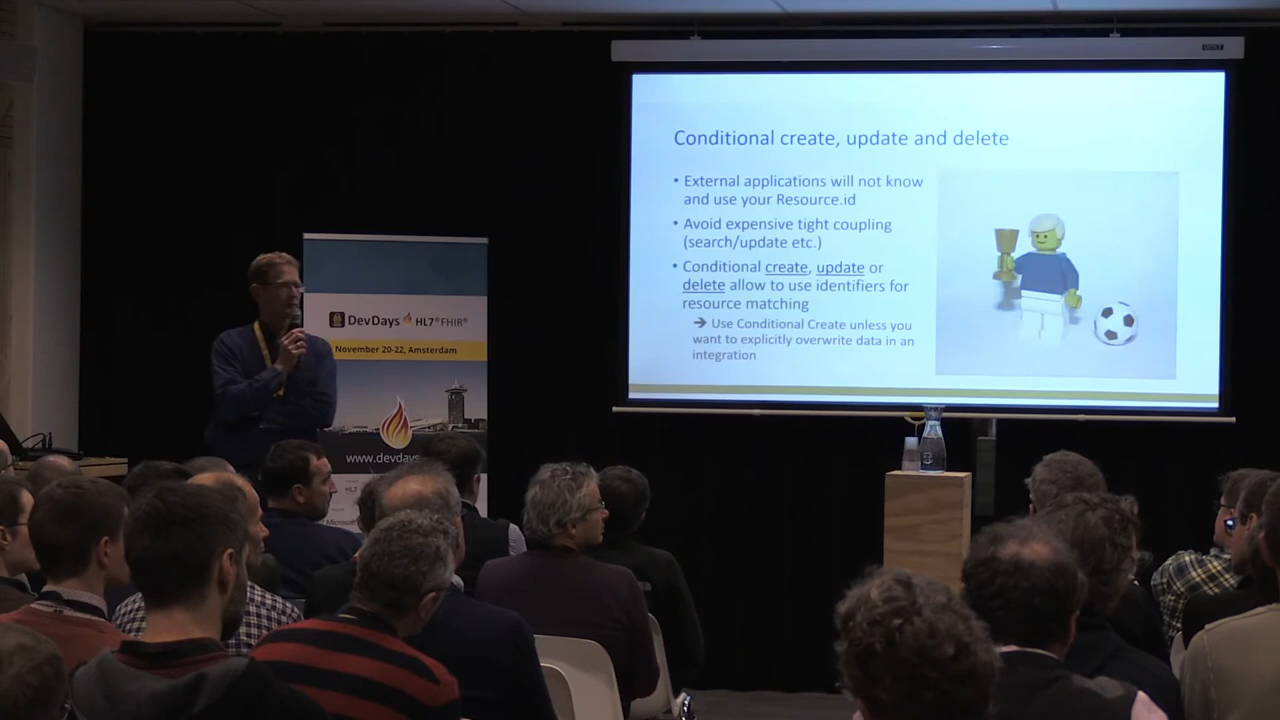 Conditional create, update and delete
• External applications will not know
and use your Resource.id
• Avoid expensive tight coupling
(search/update etc.)
• Conditional create, update or
delete allow to use identifiers for
resource matching
➔ Use Conditional Create unless you
want to explicitly overwrite data in an
integration
DevDays HL7® FHIR®
November 20-22, Amsterdam
www.devdays
HL7
Microsoft